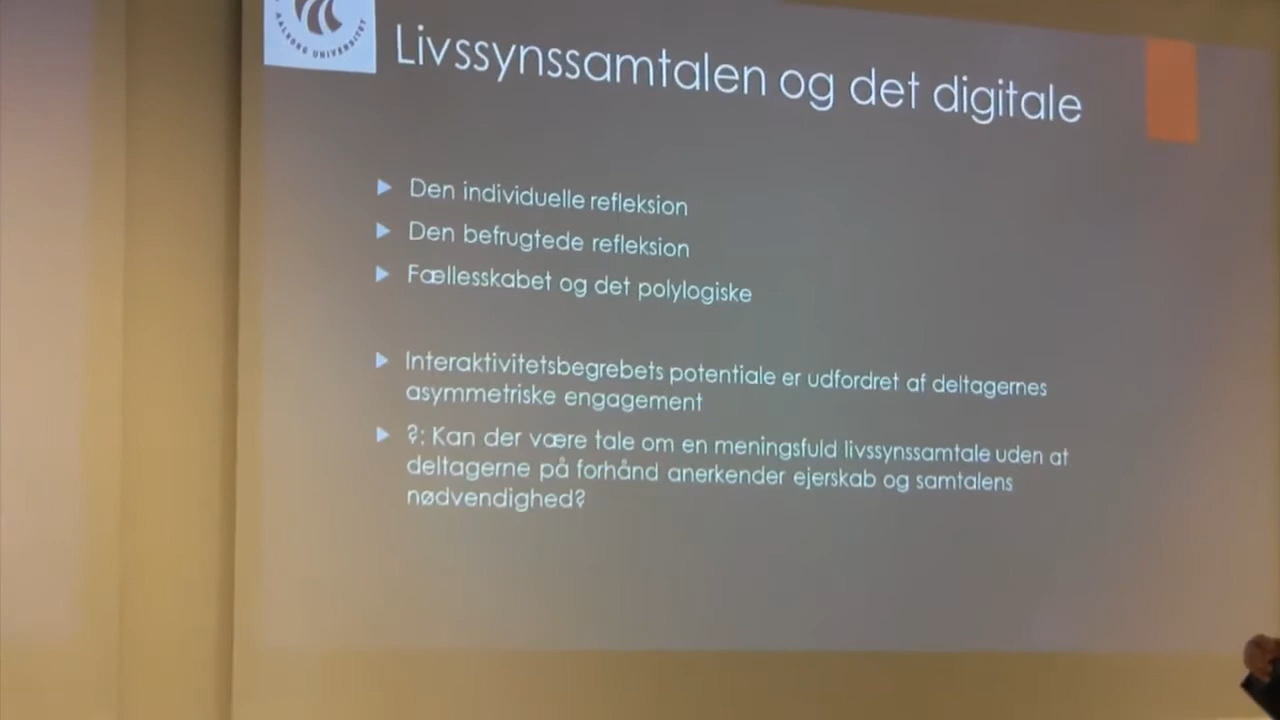 AALBORG UNIVERSITET
Livssynssamtalen og det digitale
Den individuelle refleksion
Den befrugtede refleksion
Fællesskabet og det polylogiske
Interaktivitetsbegrebets potentiale er udfordret af deltagernes
asymmetriske engagement
?: Kan der være tale om en meningsfuld livssynssamtale uden at
deltagerne på forhånd anerkender ejerskab og samtalens
nødvendighed?